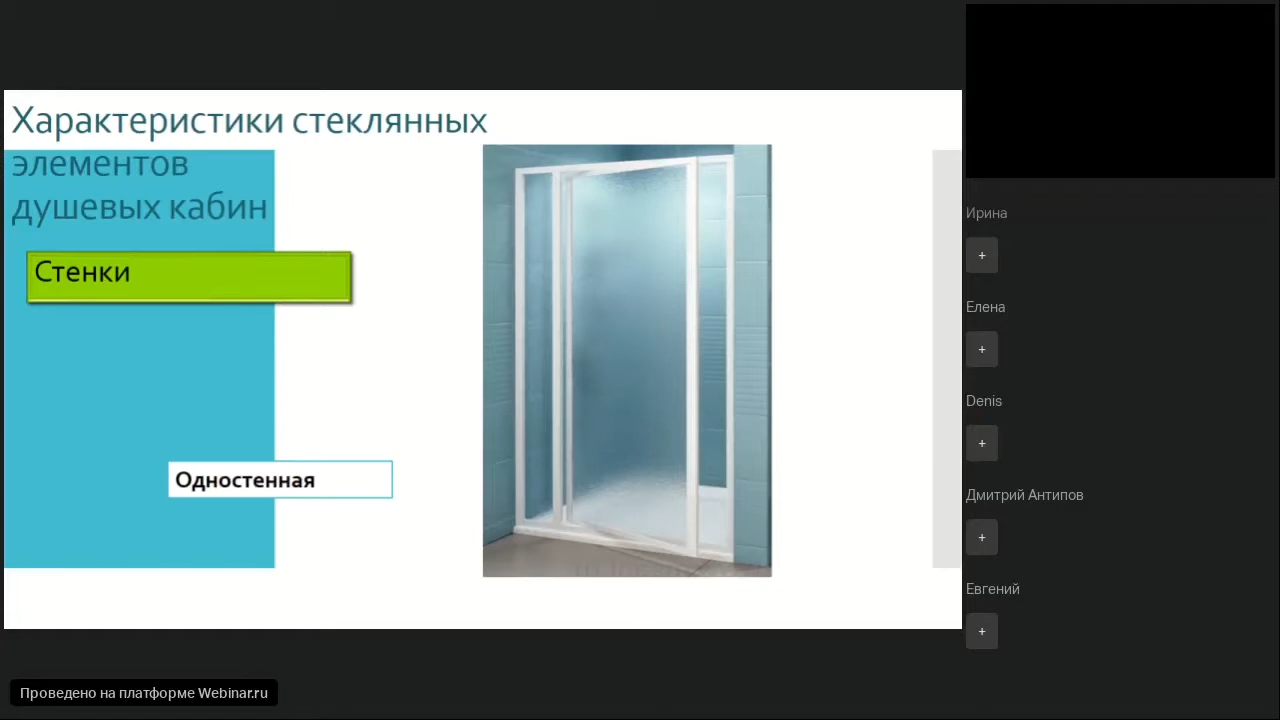 Характеристики стеклянных
элементов
душевых кабин
Стенки
Одностенная
Ирина
+
Елена
+
Denis
+
Дмитрий Антипов
+
Евгений
+
Проведено на платформе Webinar.ru